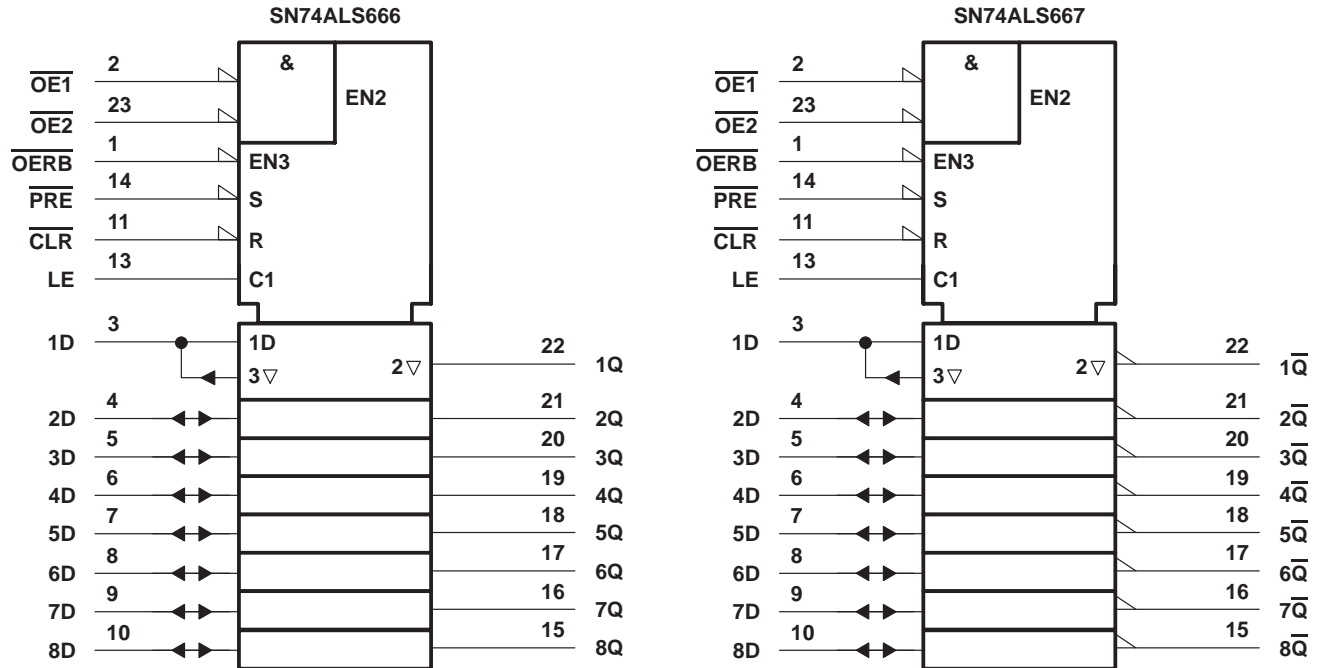 SN74ALS666
&
EN2
OE1 2
OE2 23
OERB 1 EN3
PRE 14 S
CLR 11 R
LE 13 C1
1D 3 1D 22 1Q
3▽ 2▽
2D 4 21 2Q
3D 5 20 3Q
4D 6 19 4Q
5D 7 18 5Q
6D 8 17 6Q
7D 9 16 7Q
8D 10 15 8Q
SN74ALS667
&
EN2
OE1 2
OE2 23
OERB 1 EN3
PRE 14 S
CLR 11 R
LE 13 C1
1D 3 1D 22 1Q̅
3▽ 2▽
2D 4 21 2Q̅
3D 5 20 3Q̅
4D 6 19 4Q̅
5D 7 18 5Q̅
6D 8 17 6Q̅
7D 9 16 7Q̅
8D 10 15 8Q̅